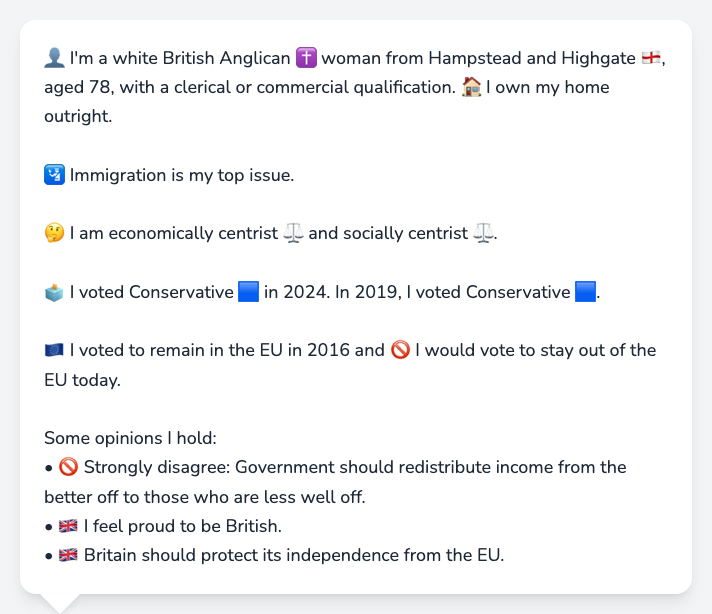 👤 I'm a white British Anglican ✝️ woman from Hampstead and Highgate 🏴󠁧󠁢󠁥󠁮󠁧󠁿,
aged 78, with a clerical or commercial qualification. 🏠 I own my home
outright.
🛂 Immigration is my top issue.
🤔 I am economically centrist ⚖️ and socially centrist ⚖️.
🗳️ I voted Conservative 🟦 in 2024. In 2019, I voted Conservative 🟦.
🇪🇺 I voted to remain in the EU in 2016 and 🚫 I would vote to stay out of the
EU today.
Some opinions I hold:
• 🚫 Strongly disagree: Government should redistribute income from the
better off to those who are less well off.
• 🇬🇧 I feel proud to be British.
• 🇬🇧 Britain should protect its independence from the EU.